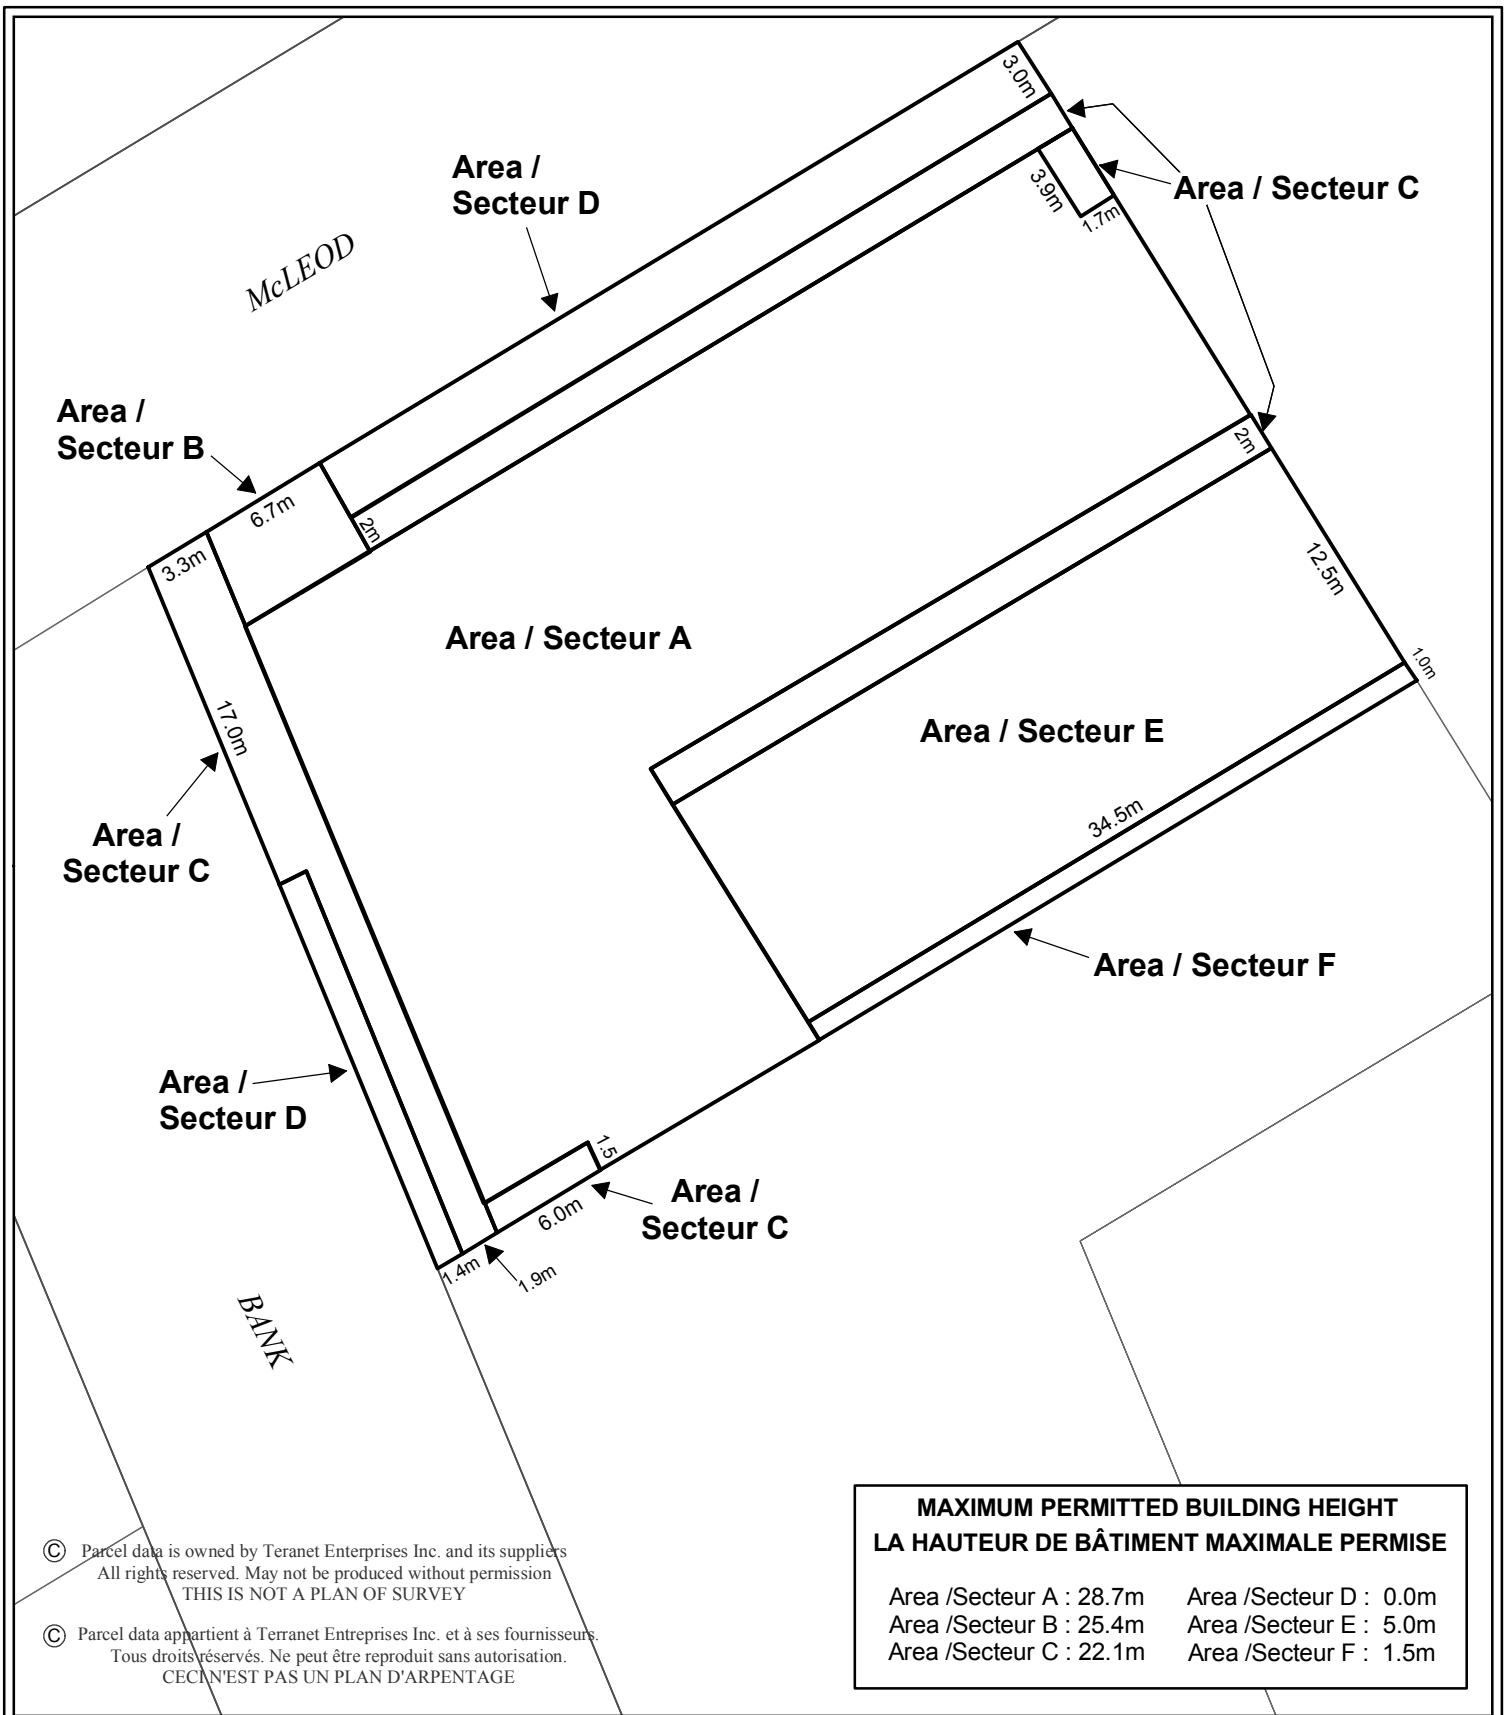 3.0m
Area /
Secteur D
3.9m
1.7m
Area / Secteur C
McLEOD
Area /
Secteur B
6.7m
2m
3.3m
2m
12.5m
Area / Secteur A
1.0m
17.0m
Area / Secteur E
Area /
Secteur C
34.5m
Area / Secteur F
Area /
Secteur D
1.5
Area /
Secteur C
6.0m
1.4m
1.9m
BANK
MAXIMUM PERMITTED BUILDING HEIGHT
LA HAUTEUR DE BÂTIMENT MAXIMALE PERMISE
Area /Secteur A : 28.7m Area /Secteur D : 0.0m
Area /Secteur B : 25.4m Area /Secteur E : 5.0m
Area /Secteur C : 22.1m Area /Secteur F : 1.5m
© Parcel data is owned by Teranet Enterprises Inc. and its suppliers
All rights reserved. May not be produced without permission
THIS IS NOT A PLAN OF SURVEY
© Parcel data appartient à Terranet Entreprises Inc. et à ses fournisseurs.
Tous droits réservés. Ne peut être reproduit sans autorisation.
CECI N'EST PAS UN PLAN D'ARPENTAGE